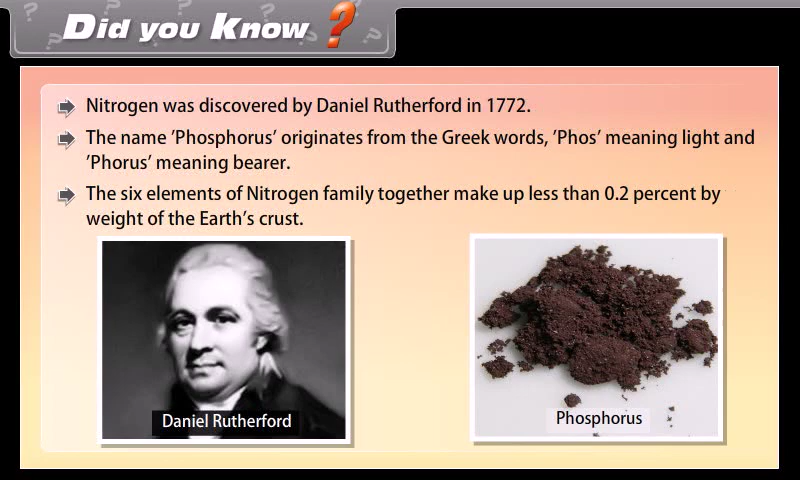 Did you Know ?
Nitrogen was discovered by Daniel Rutherford in 1772.
The name ’Phosphorus’ originates from the Greek words, ’Phos’ meaning light and
’Phorus’ meaning bearer.
The six elements of Nitrogen family together make up less than 0.2 percent by
weight of the Earth’s crust.
Daniel Rutherford
Phosphorus